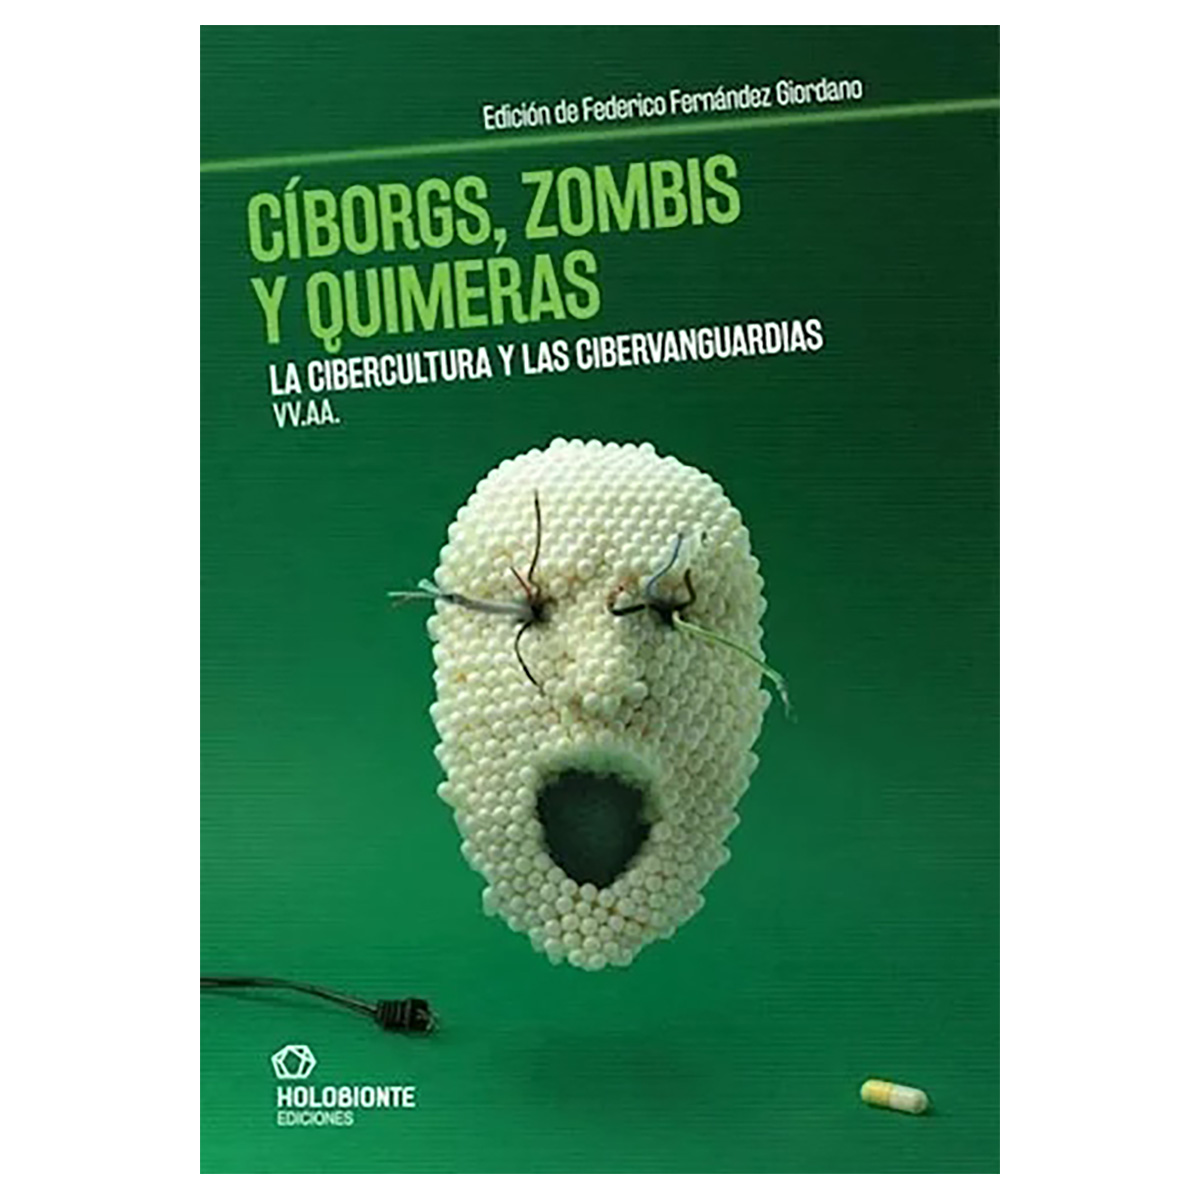 Edición de Federico Fernández Giordano
CÍBORGS, ZOMBIS
Y QUIMERAS
LA CIBERCULTURA Y LAS CIBERVANGUARDIAS
VV.AA.
HOLOBIONTE
EDICIONES